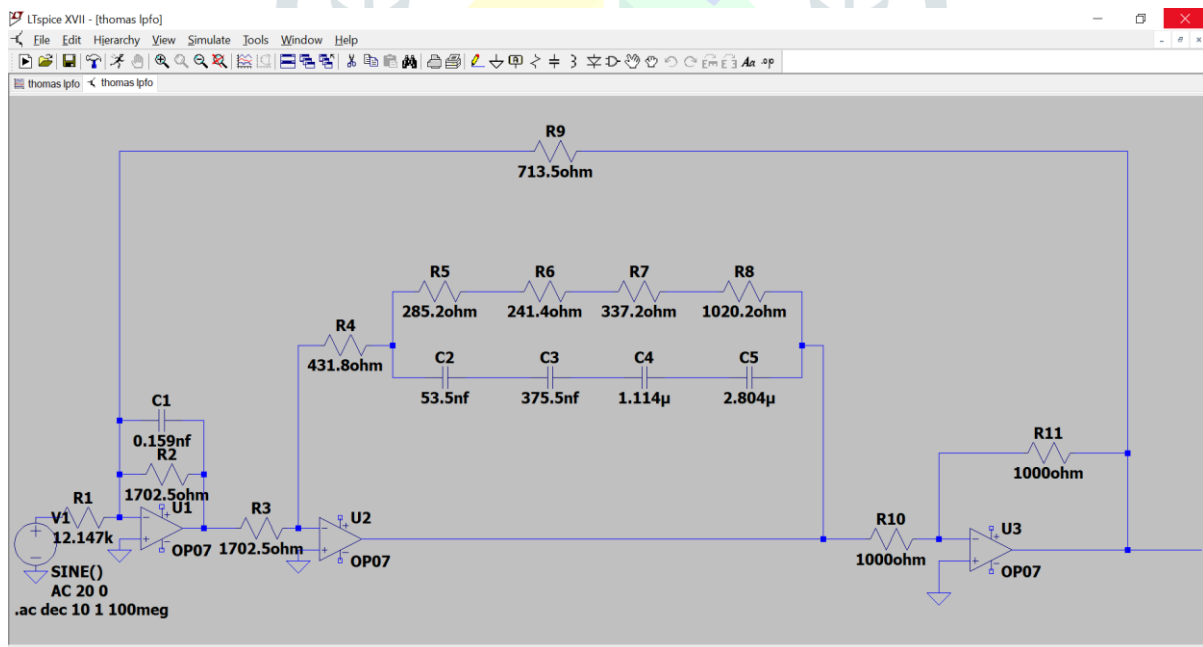 LTspice XVII - [thomas lpfo]
File Edit Hierarchy View Simulate Tools Window Help
thomas lpfo thomas lpfo
R9
713.5ohm
R5 R6 R7 R8
285.2ohm 241.4ohm 337.2ohm 1020.2ohm
R4
431.8ohm
C2 C3 C4 C5
53.5nf 375.5nf 1.114µ 2.804µ
C1
0.159nf
R2
1702.5ohm
R11
1000ohm
R1
V1
12.147k
U1
OP07
R3
1702.5ohm
U2
OP07
R10
1000ohm
U3
OP07
SINE()
AC 20 0
.ac dec 10 1 100meg